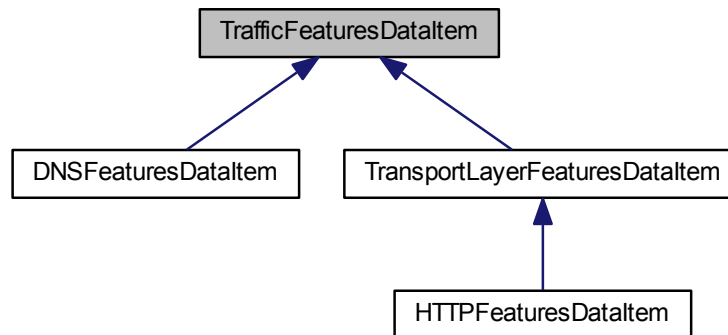 TrafficFeaturesDataItem
DNSFeaturesDataItem
TransportLayerFeaturesDataItem
HTTPFeaturesDataItem